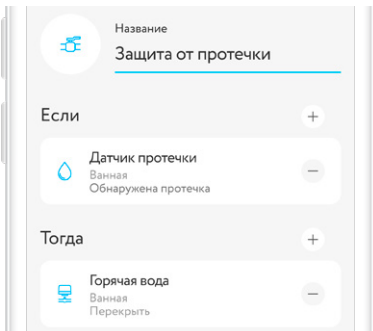 Название
Защита от протечки
Если
Датчик протечки
Ванная
Обнаружена протечка
Тогда
Горячая вода
Ванная
Перекрыть